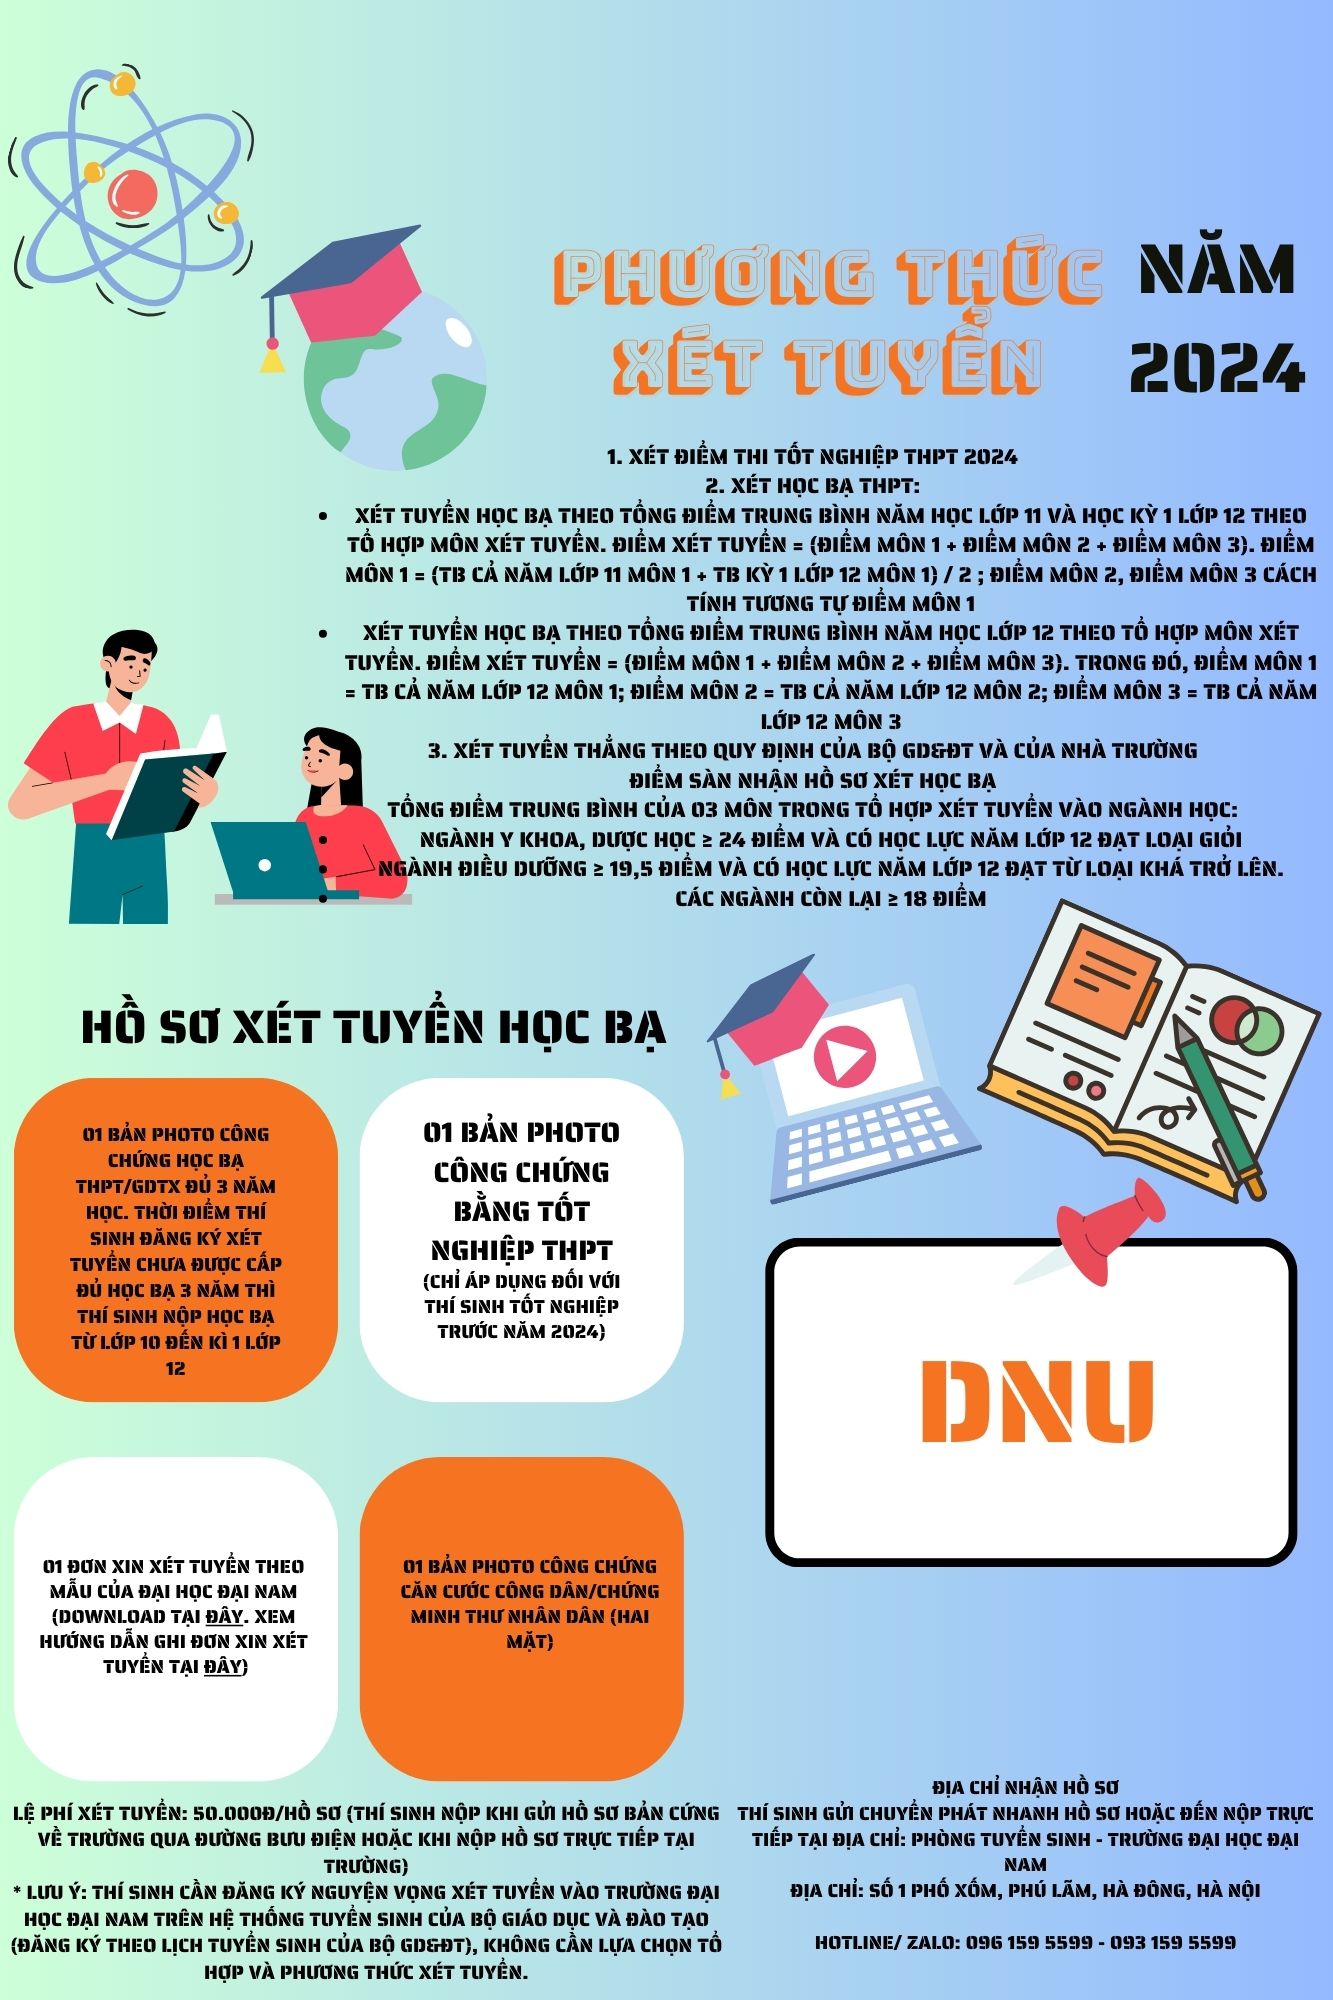 PHƯƠNG THỨC
XÉT TUYỂN
NĂM
2024
1. XÉT ĐIỂM THI TỐT NGHIỆP THPT 2024
2. XÉT HỌC BẠ THPT:
• XÉT TUYỂN HỌC BẠ THEO TỔNG ĐIỂM TRUNG BÌNH NĂM HỌC LỚP 11 VÀ HỌC KỲ 1 LỚP 12 THEO
TỔ HỢP MÔN XÉT TUYỂN. ĐIỂM XÉT TUYỂN = (ĐIỂM MÔN 1 + ĐIỂM MÔN 2 + ĐIỂM MÔN 3). ĐIỂM
MÔN 1 = (TB CẢ NĂM LỚP 11 MÔN 1 + TB KỲ 1 LỚP 12 MÔN 1) / 2 ; ĐIỂM MÔN 2, ĐIỂM MÔN 3 CÁCH
TÍNH TƯƠNG TỰ ĐIỂM MÔN 1
• XÉT TUYỂN HỌC BẠ THEO TỔNG ĐIỂM TRUNG BÌNH NĂM HỌC LỚP 12 THEO TỔ HỢP MÔN XÉT
TUYỂN. ĐIỂM XÉT TUYỂN = (ĐIỂM MÔN 1 + ĐIỂM MÔN 2 + ĐIỂM MÔN 3). TRONG ĐÓ, ĐIỂM MÔN 1
= TB CẢ NĂM LỚP 12 MÔN 1; ĐIỂM MÔN 2 = TB CẢ NĂM LỚP 12 MÔN 2; ĐIỂM MÔN 3 = TB CẢ NĂM
LỚP 12 MÔN 3
3. XÉT TUYỂN THẲNG THEO QUY ĐỊNH CỦA BỘ GD&ĐT VÀ CỦA NHÀ TRƯỜNG
ĐIỂM SÀN NHẬN HỒ SƠ XÉT HỌC BẠ
TỔNG ĐIỂM TRUNG BÌNH CỦA 03 MÔN TRONG TỔ HỢP XÉT TUYỂN VÀO NGÀNH HỌC:
• NGÀNH Y KHOA, DƯỢC HỌC ≥ 24 ĐIỂM VÀ CÓ HỌC LỰC NĂM LỚP 12 ĐẠT LOẠI GIỎI
• NGÀNH ĐIỀU DƯỠNG ≥ 19,5 ĐIỂM VÀ CÓ HỌC LỰC NĂM LỚP 12 ĐẠT TỪ LOẠI KHÁ TRỞ LÊN.
• CÁC NGÀNH CÒN LẠI ≥ 18 ĐIỂM
HỒ SƠ XÉT TUYỂN HỌC BẠ
01 BẢN PHOTO CÔNG
CHỨNG HỌC BẠ
THPT/GDTX ĐỦ 3 NĂM
HỌC. THỜI ĐIỂM THÍ
SINH ĐĂNG KÝ XÉT
TUYỂN CHƯA ĐƯỢC CẤP
ĐỦ HỌC BẠ 3 NĂM THÌ
THÍ SINH NỘP HỌC BẠ
TỪ LỚP 10 ĐẾN KÌ 1 LỚP
12
01 BẢN PHOTO
CÔNG CHỨNG
BẰNG TỐT
NGHIỆP THPT
(CHỈ ÁP DỤNG ĐỐI VỚI
THÍ SINH TỐT NGHIỆP
TRƯỚC NĂM 2024)
DNU
01 ĐƠN XIN XÉT TUYỂN THEO
MẪU CỦA ĐẠI HỌC ĐẠI NAM
(DOWNLOAD TẠI ĐÂY. XEM
HƯỚNG DẪN GHI ĐƠN XIN XÉT
TUYỂN TẠI ĐÂY)
01 BẢN PHOTO CÔNG CHỨNG
CĂN CƯỚC CÔNG DÂN/CHỨNG
MINH THƯ NHÂN DÂN (HAI
MẶT)
LỆ PHÍ XÉT TUYỂN: 50.000Đ/HỒ SƠ (THÍ SINH NỘP KHI GỬI HỒ SƠ BẢN CỨNG
VỀ TRƯỜNG QUA ĐƯỜNG BƯU ĐIỆN HOẶC KHI NỘP HỒ SƠ TRỰC TIẾP TẠI
TRƯỜNG)
* LƯU Ý: THÍ SINH CẦN ĐĂNG KÝ NGUYỆN VỌNG XÉT TUYỂN VÀO TRƯỜNG ĐẠI
HỌC ĐẠI NAM TRÊN HỆ THỐNG TUYỂN SINH CỦA BỘ GIÁO DỤC VÀ ĐÀO TẠO
(ĐĂNG KÝ THEO LỊCH TUYỂN SINH CỦA BỘ GD&ĐT), KHÔNG CẦN LỰA CHỌN TỔ
HỢP VÀ PHƯƠNG THỨC XÉT TUYỂN.
ĐỊA CHỈ NHẬN HỒ SƠ
THÍ SINH GỬI CHUYỂN PHÁT NHANH HỒ SƠ HOẶC ĐẾN NỘP TRỰC
TIẾP TẠI ĐỊA CHỈ: PHÒNG TUYỂN SINH - TRƯỜNG ĐẠI HỌC ĐẠI
NAM
ĐỊA CHỈ: SỐ 1 PHỐ XỐM, PHÚ LÃM, HÀ ĐÔNG, HÀ NỘI
HOTLINE/ ZALO: 096 159 5599 - 093 159 5599